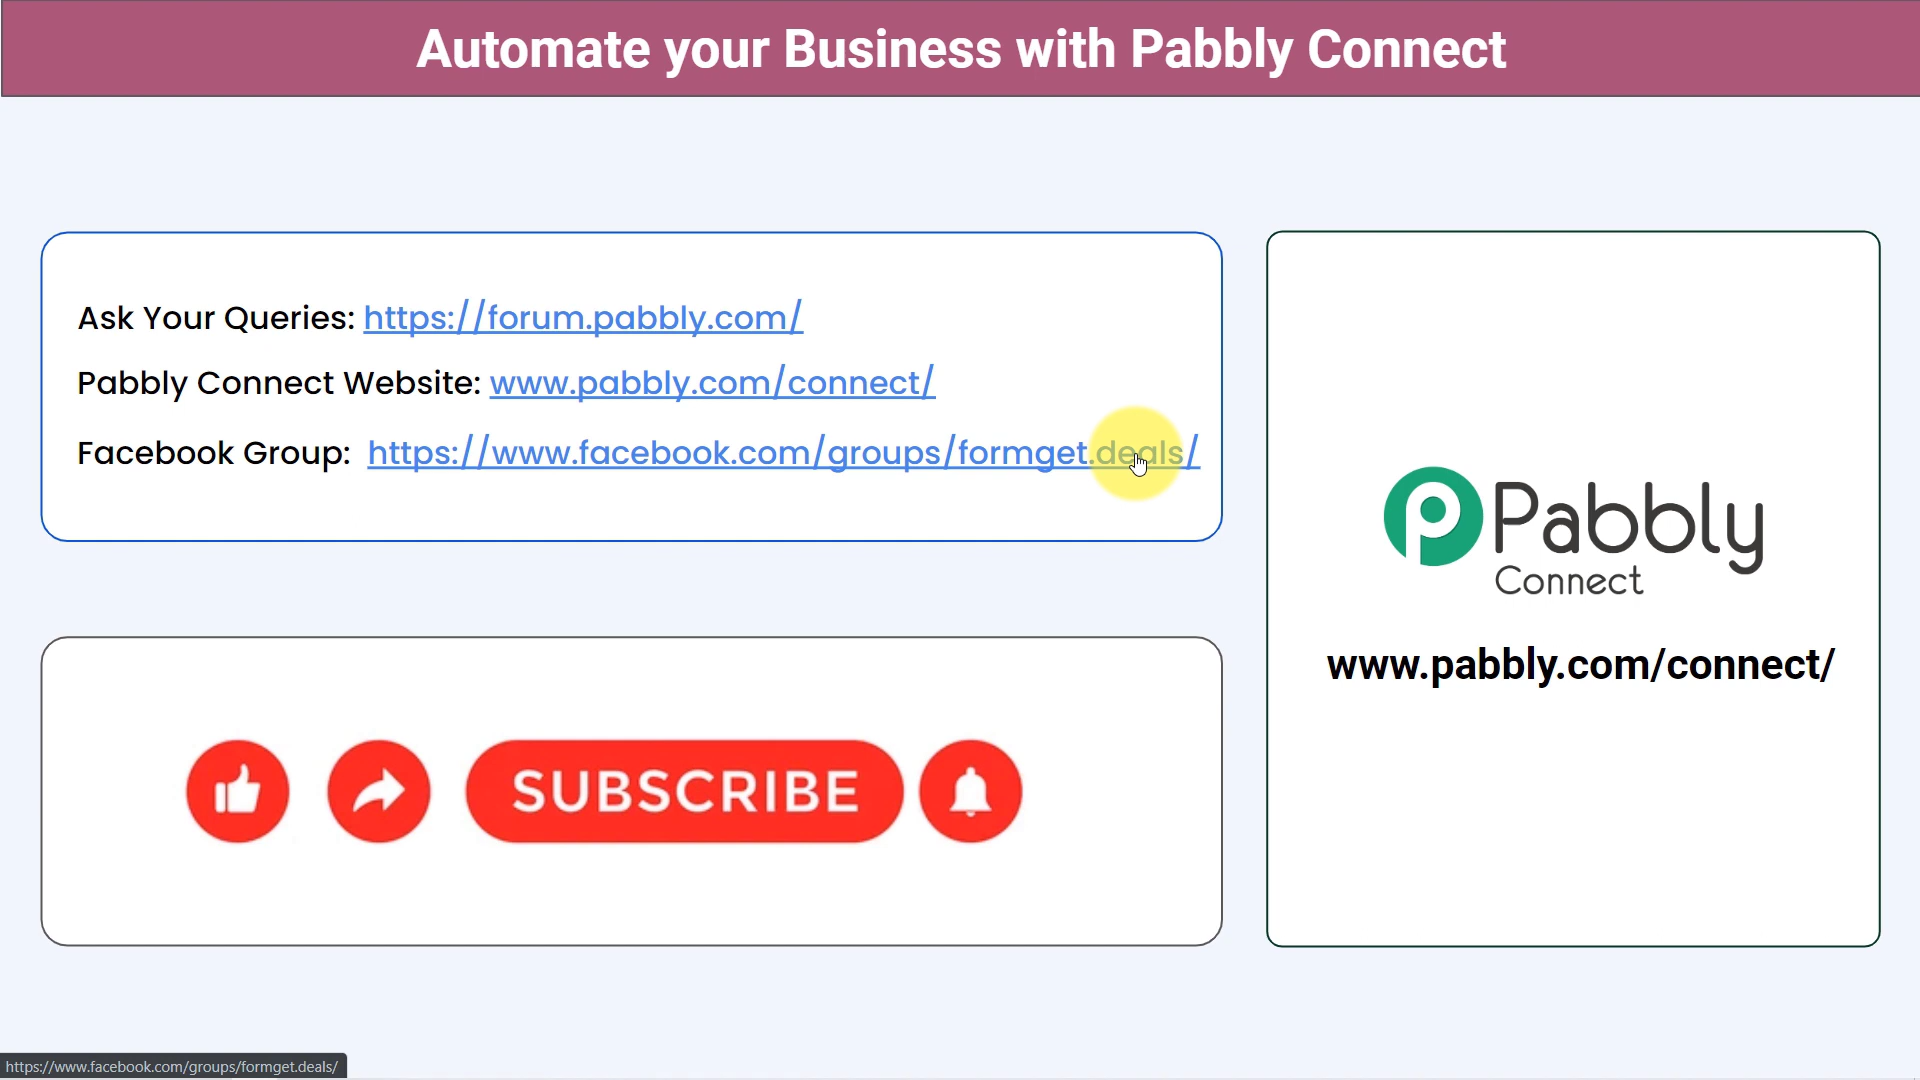 Automate your Business with Pabbly Connect
Ask Your Queries: https://forum.pabbly.com/
Pabbly Connect Website: www.pabbly.com/connect/
Facebook Group: https://www.facebook.com/groups/formget.deals/
Pabbly
Connect
www.pabbly.com/connect/
SUBSCRIBE
https://www.facebook.com/groups/formget.deals/